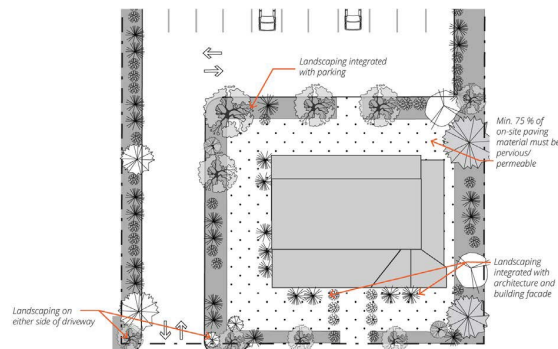 Landscaping integrated
with parking
Min. 75 % of
on-site paving
material must be
pervious/
permeable
Landscaping
integrated with
architecture and
building facade
Landscaping on
either side of driveway